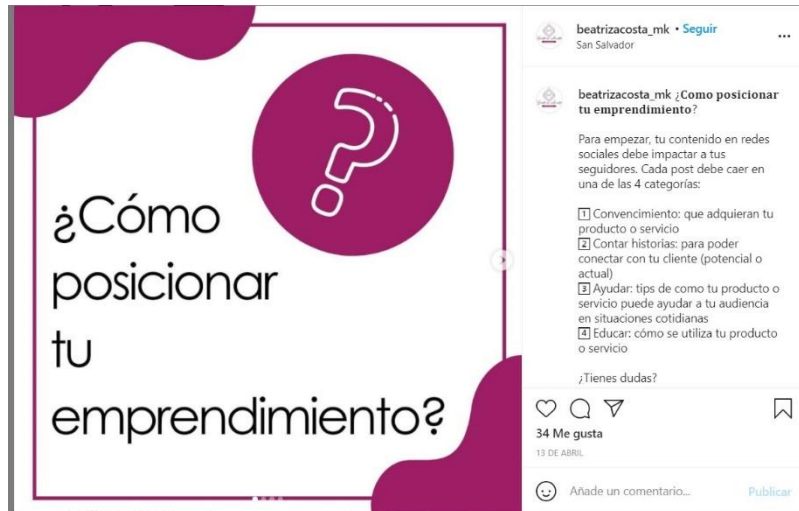 ¿Cómo
posicionar
tu
emprendimiento?
beatrizacosta_mk • Seguir
San Salvador
beatrizacosta_mk ¿Como posicionar
tu emprendimiento?
Para empezar, tu contenido en redes
sociales debe impactar a tus
seguidores. Cada post debe caer en
una de las 4 categorías:
1 Convencimiento: que adquieran tu
producto o servicio
2 Contar historias: para poder
conectar con tu cliente (potencial o
actual)
3 Ayudar: tips de como tu producto o
servicio puede ayudar a tu audiencia
en situaciones cotidianas
4 Educar: cómo se utiliza tu producto
o servicio
¿Tienes dudas?
34 Me gusta
13 DE ABRIL
Añade un comentario... Publicar